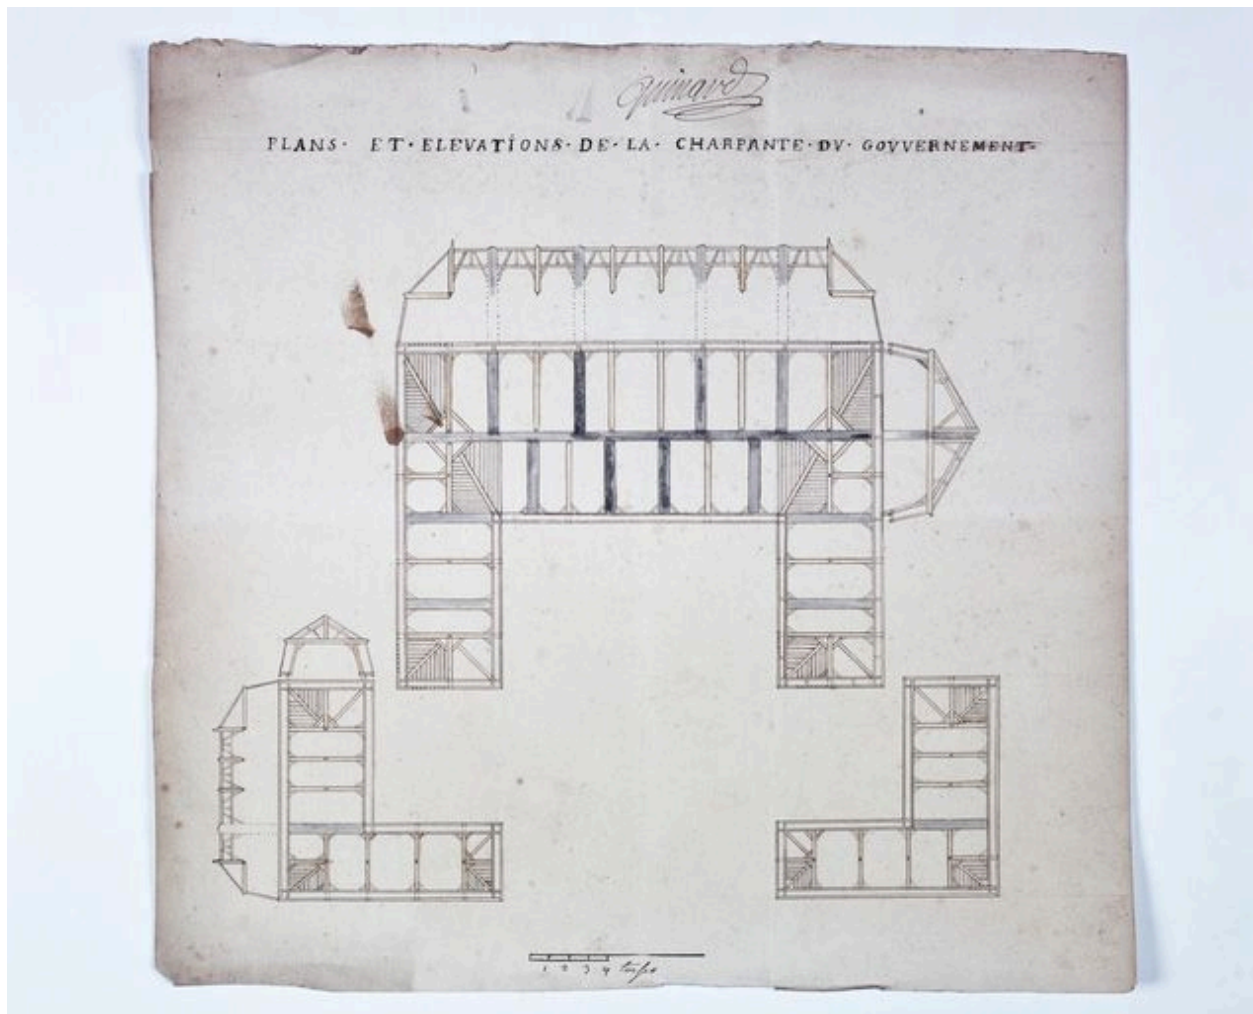 Guinard
PLANS · ET · ELEVATIONS · DE · LA · CHARPANTE · DV · GOVVERNEMENT ·
1 2 3 4 toises